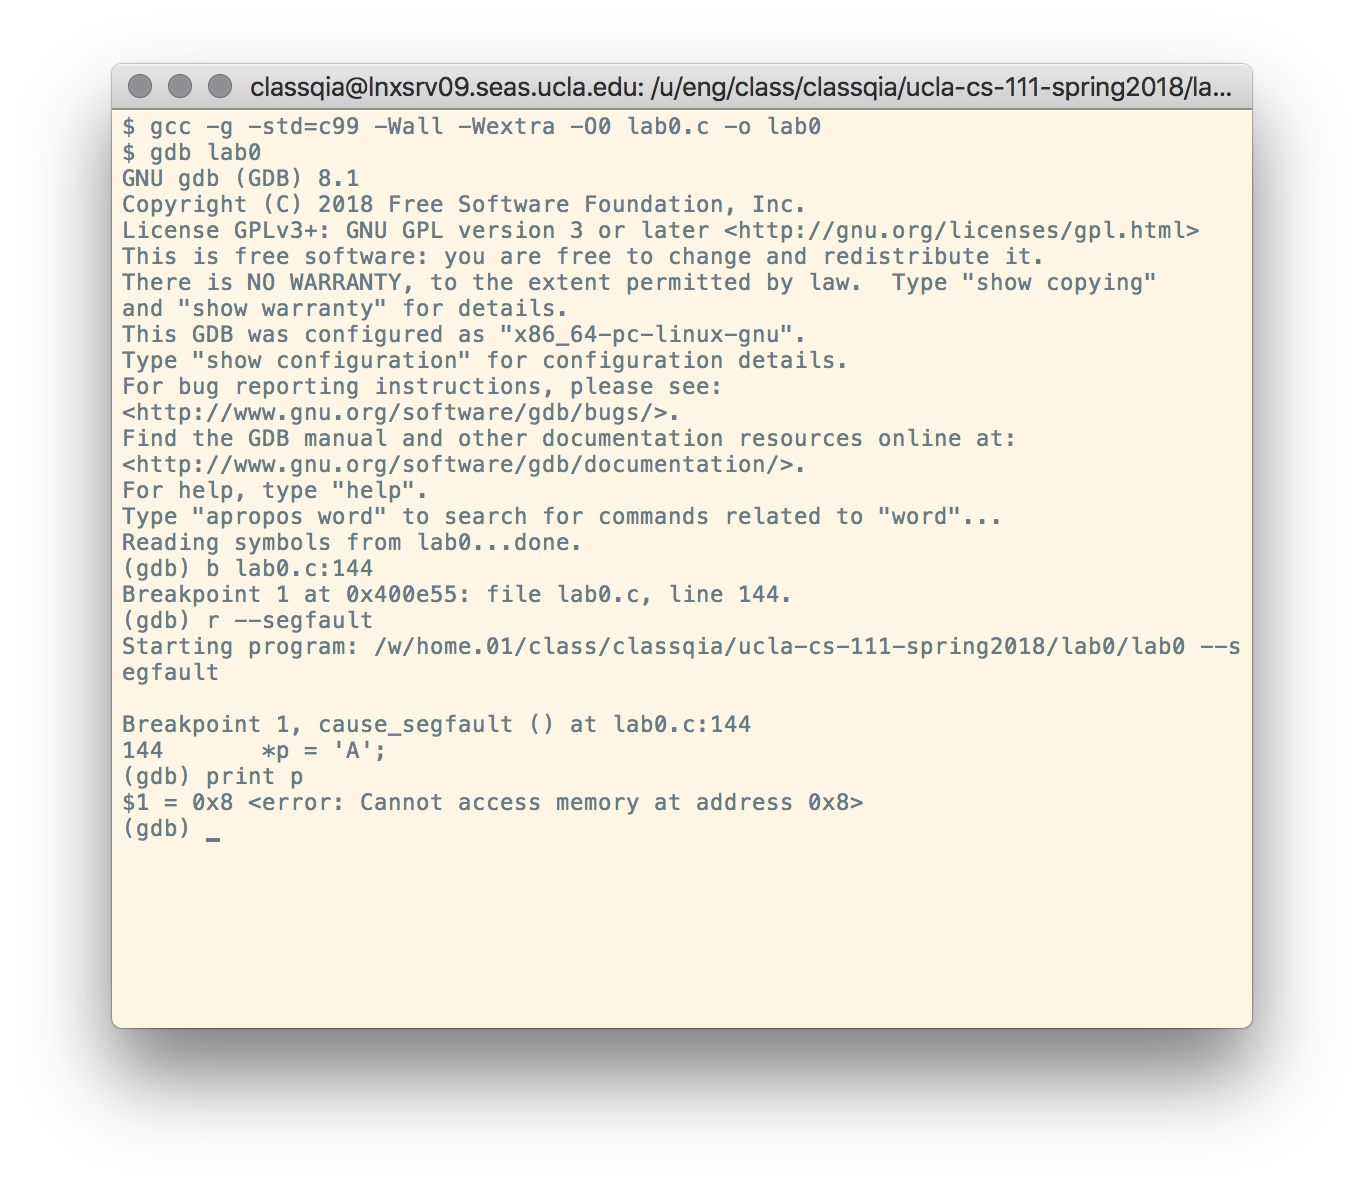 classqia@lnxsrv09.seas.ucla.edu: /u/eng/class/classqia/ucla-cs-111-spring2018/la...
$ gcc -g -std=c99 -Wall -Wextra -O0 lab0.c -o lab0
$ gdb lab0
GNU gdb (GDB) 8.1
Copyright (C) 2018 Free Software Foundation, Inc.
License GPLv3+: GNU GPL version 3 or later <http://gnu.org/licenses/gpl.html>
This is free software: you are free to change and redistribute it.
There is NO WARRANTY, to the extent permitted by law.  Type "show copying"
and "show warranty" for details.
This GDB was configured as "x86_64-pc-linux-gnu".
Type "show configuration" for configuration details.
For bug reporting instructions, please see:
<http://www.gnu.org/software/gdb/bugs/>.
Find the GDB manual and other documentation resources online at:
<http://www.gnu.org/software/gdb/documentation/>.
For help, type "help".
Type "apropos word" to search for commands related to "word"...
Reading symbols from lab0...done.
(gdb) b lab0.c:144
Breakpoint 1 at 0x400e55: file lab0.c, line 144.
(gdb) r --segfault
Starting program: /w/home.01/class/classqia/ucla-cs-111-spring2018/lab0/lab0 --s
egfault

Breakpoint 1, cause_segfault () at lab0.c:144
144       *p = 'A';
(gdb) print p
$1 = 0x8 <error: Cannot access memory at address 0x8>
(gdb) _